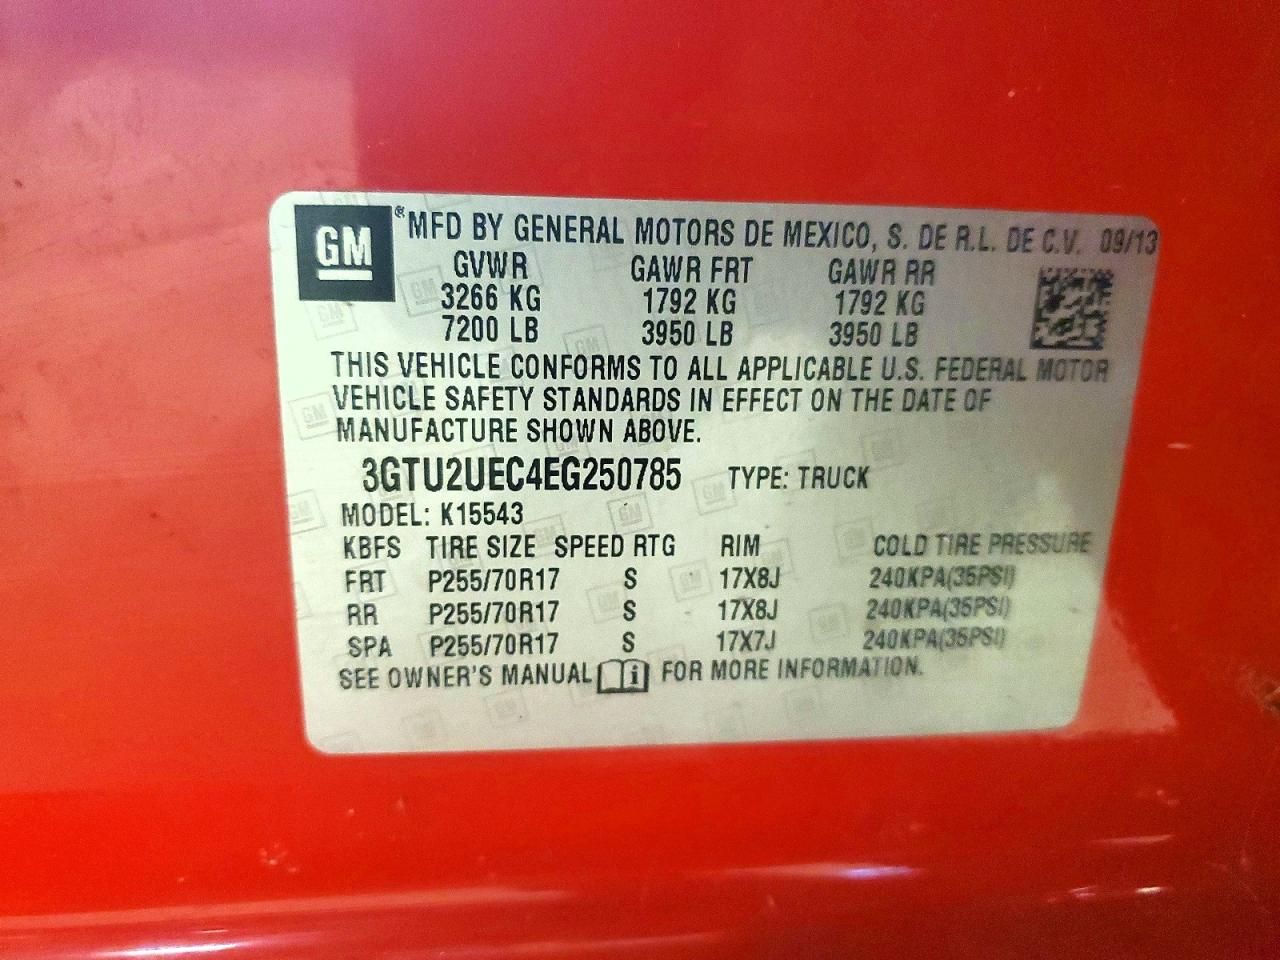 GM ® MFD BY GENERAL MOTORS DE MEXICO, S. DE R.L. DE C.V. 09/13
GVWR GAWR FRT GAWR RR
3266 KG 1792 KG 1792 KG
7200 LB 3950 LB 3950 LB
THIS VEHICLE CONFORMS TO ALL APPLICABLE U.S. FEDERAL MOTOR
VEHICLE SAFETY STANDARDS IN EFFECT ON THE DATE OF
MANUFACTURE SHOWN ABOVE.
3GTU2UEC4EG250785 TYPE: TRUCK
MODEL: K15543
KBFS TIRE SIZE SPEED RTG RIM COLD TIRE PRESSURE
FRT P255/70R17 S 17X8J 240KPA(35PSI)
RR P255/70R17 S 17X8J 240KPA(35PSI)
SPA P255/70R17 S 17X7J 240KPA(35PSI)
SEE OWNER'S MANUAL i FOR MORE INFORMATION.